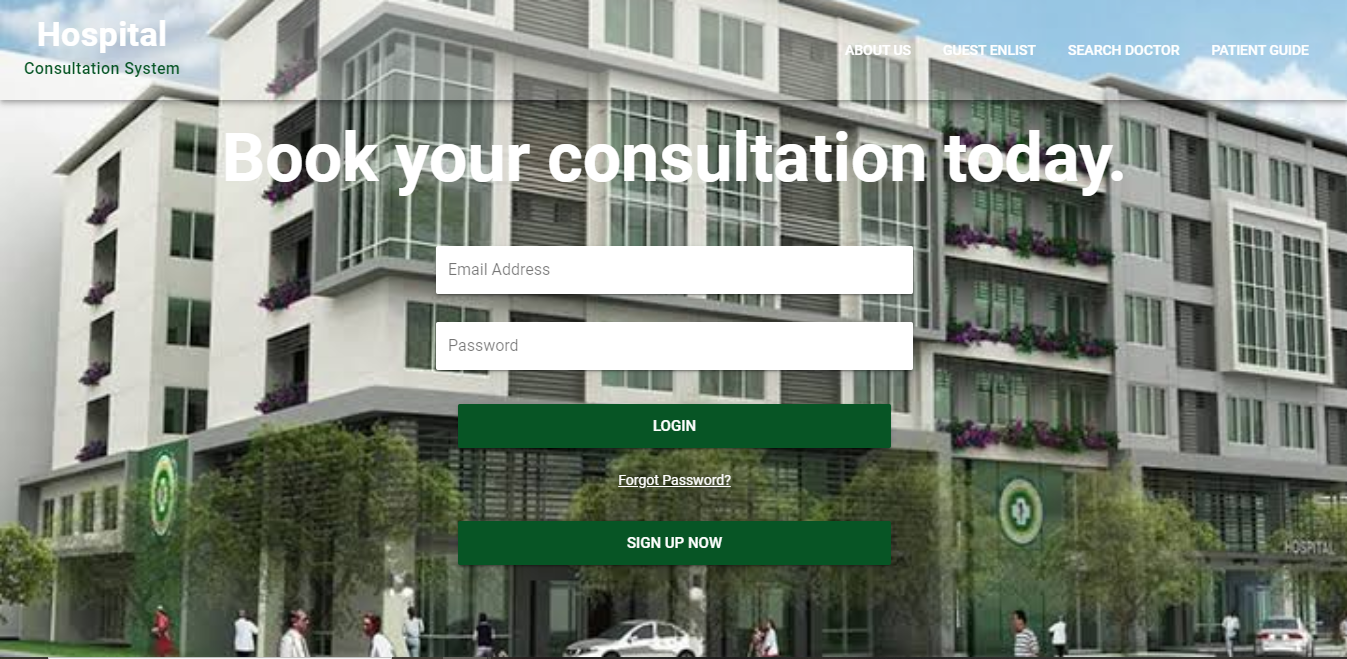 Hospital
Consultation System
ABOUT US
GUEST ENLIST
SEARCH DOCTOR
PATIENT GUIDE
Book your consultation today.
Email Address
Password
LOGIN
Forgot Password?
SIGN UP NOW
HOSPITAL